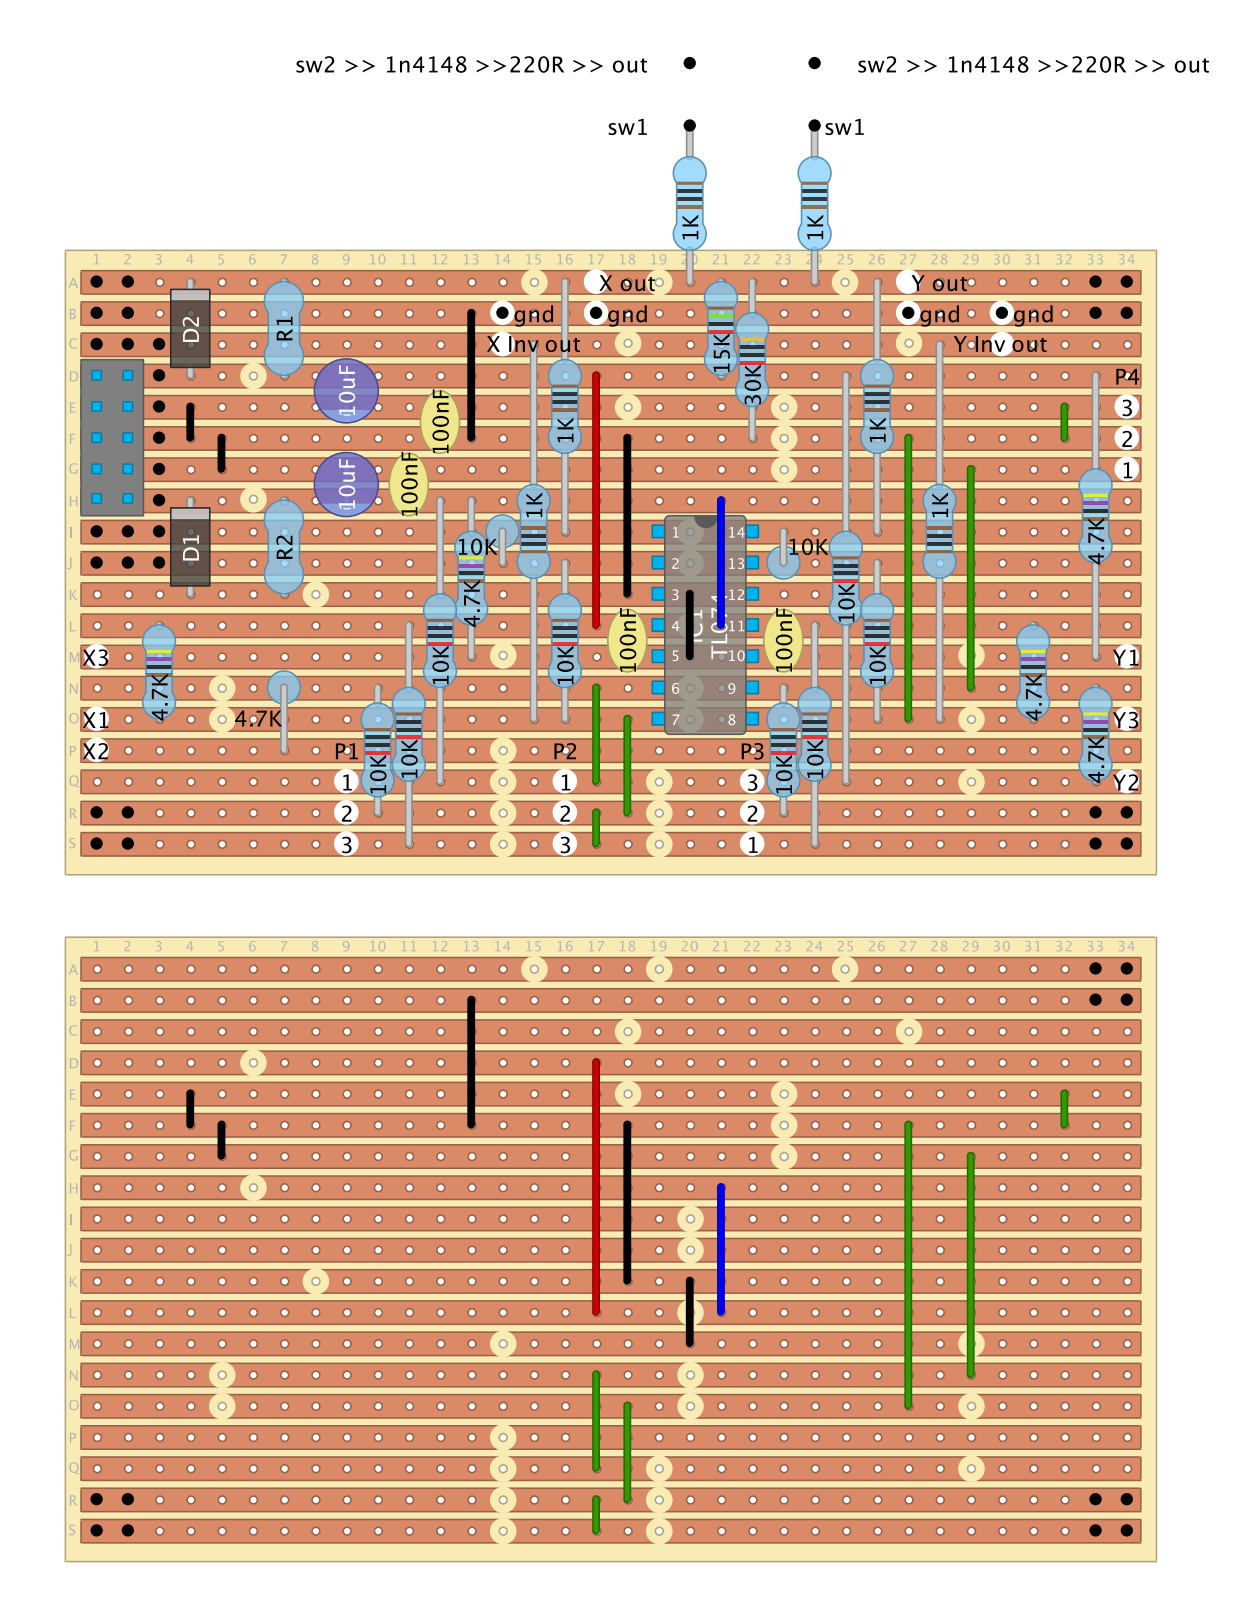 sw2 >> 1n4148 >>220R >> out
sw2 >> 1n4148 >>220R >> out
sw1
sw1
1K
1K
1 2 3 4 5 6 7 8 9 10 11 12 13 14 15 16 17 18 19 20 21 22 23 24 25 26 27 28 29 30 31 32 33 34
A
X out
Y out
B
gnd
gnd
gnd
gnd
D2
R1
C
X Inv out
Y Inv out
15K
30K
D
P4
10uF
100nF
1K
1K
E
3
F
2
G
1
10uF
100nF
H
1K
1K
I
1
14
D1
R2
10K
10K
4.7K
J
2
13
4.7K
10K
K
3
12
IC1
TL074
L
4
11
100nF
100nF
M
X3
5
10
Y1
10K
10K
10K
N
6
9
4.7K
4.7K
O
X1
4.7K
7
8
Y3
P
X2
P1
P2
P3
10K
10K
10K
10K
4.7K
Q
1
1
3
Y2
R
2
2
2
S
3
3
1
1 2 3 4 5 6 7 8 9 10 11 12 13 14 15 16 17 18 19 20 21 22 23 24 25 26 27 28 29 30 31 32 33 34
A
B
C
D
E
F
G
H
I
J
K
L
M
N
O
P
Q
R
S